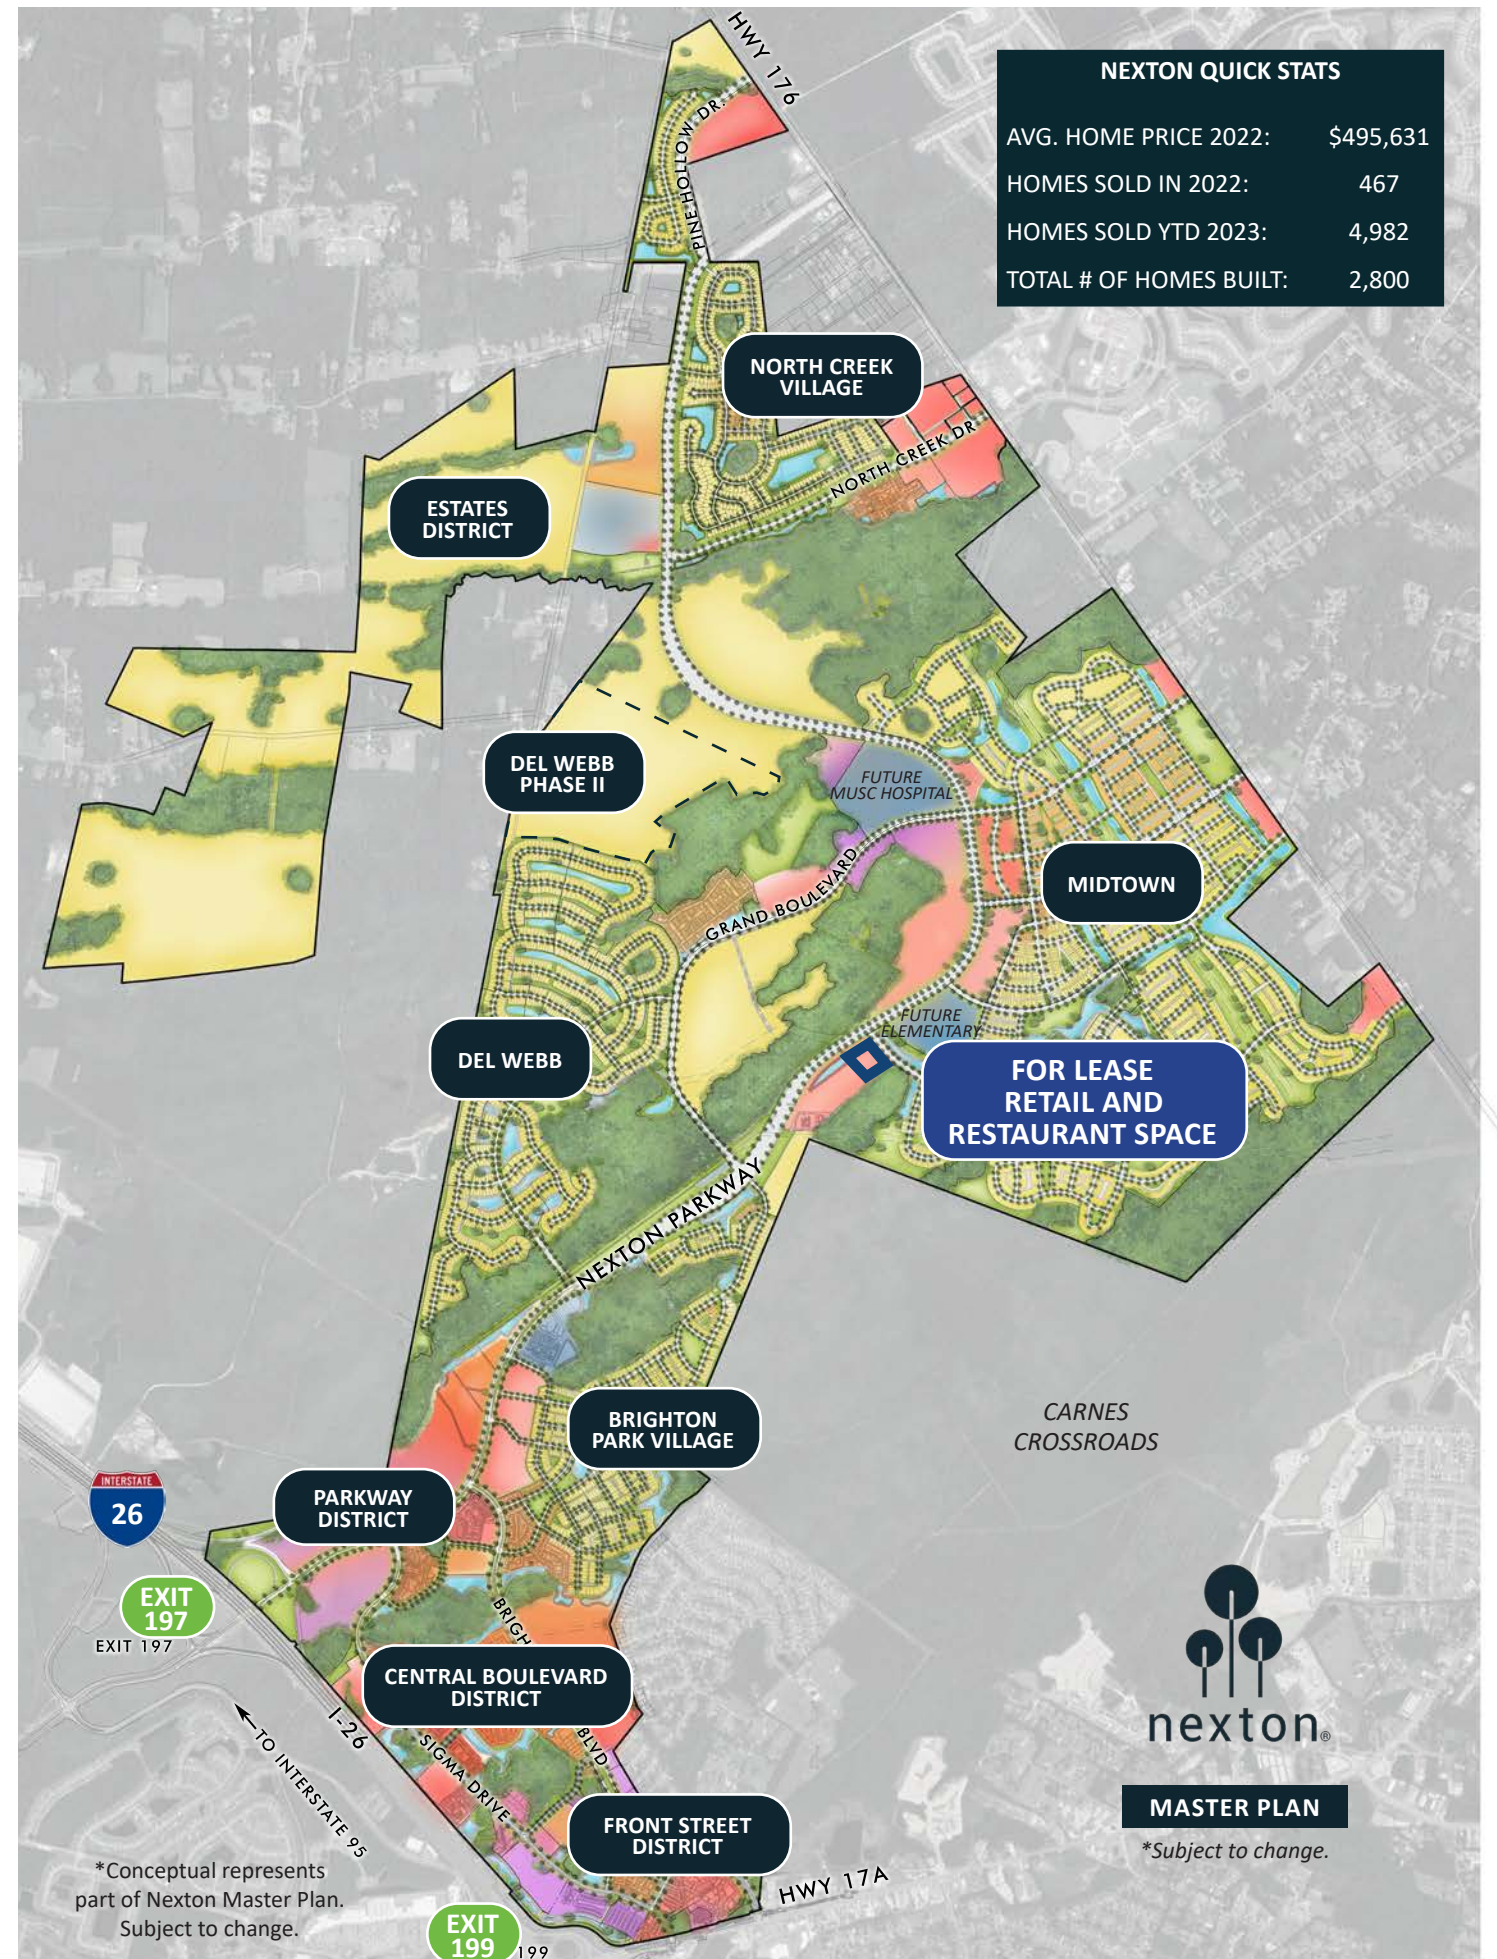 HWY 176
NEXTON QUICK STATS
AVG. HOME PRICE 2022: $495,631
HOMES SOLD IN 2022: 467
HOMES SOLD YTD 2023: 4,982
TOTAL # OF HOMES BUILT: 2,800
PINE HOLLOW DR.
NORTH CREEK
VILLAGE
NORTH CREEK DR
ESTATES
DISTRICT
DEL WEBB
PHASE II
FUTURE
MUSC HOSPITAL
MIDTOWN
GRAND BOULEVARD
FUTURE
ELEMENTARY
DEL WEBB
FOR LEASE
RETAIL AND
RESTAURANT SPACE
NEXTON PARKWAY
BRIGHTON
PARK VILLAGE
CARNES
CROSSROADS
PARKWAY
DISTRICT
INTERSTATE
26
EXIT
197
EXIT 197
BRIGH
CENTRAL BOULEVARD
DISTRICT
BLVD
I-26
SIGMA DRIVE
TO INTERSTATE 95
nexton®
MASTER PLAN
*Subject to change.
FRONT STREET
DISTRICT
HWY 17A
*Conceptual represents
part of Nexton Master Plan.
Subject to change.
EXIT
199
199